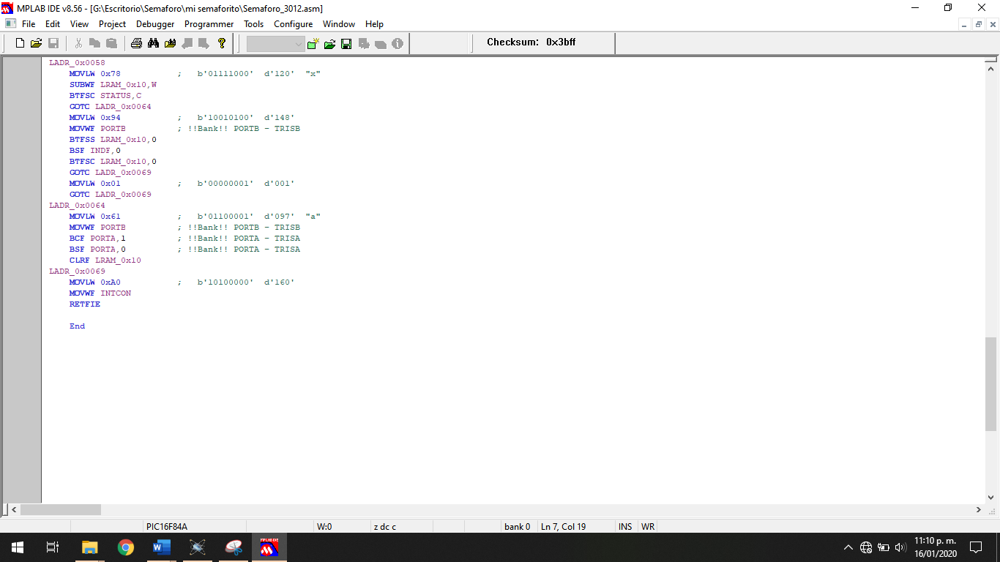 MPLAB IDE v8.56 - [G:\Escritorio\Semaforo\mi semaforito\Semaforo_3012.asm]
File Edit View Project Debugger Programmer Tools Configure Window Help
Checksum: 0x3bff
LADR_0x0058
MOVLW 0x78 ; b'01111000' d'120' "x"
SUBWF LRAM_0x10,W
BTFSC STATUS,C
GOTO LADR_0x0064
MOVLW 0x94 ; b'10010100' d'148'
MOVWF PORTB ; !!Bank!! PORTB - TRISB
BTFSS LRAM_0x10,0
BSF INDF,0
BTFSC LRAM_0x10,0
GOTO LADR_0x0069
MOVLW 0x01 ; b'00000001' d'001'
GOTO LADR_0x0069
LADR_0x0064
MOVLW 0x61 ; b'01100001' d'097' "a"
MOVWF PORTB ; !!Bank!! PORTB - TRISB
BCF PORTA,1 ; !!Bank!! PORTA - TRISA
BSF PORTA,0 ; !!Bank!! PORTA - TRISA
CLRF LRAM_0x10
LADR_0x0069
MOVLW 0xA0 ; b'10100000' d'160'
MOVWF INTCON
RETFIE
End
PIC16F84A W:0 z dc c bank 0 Ln 7, Col 19 INS WR
11:10 p. m.
16/01/2020